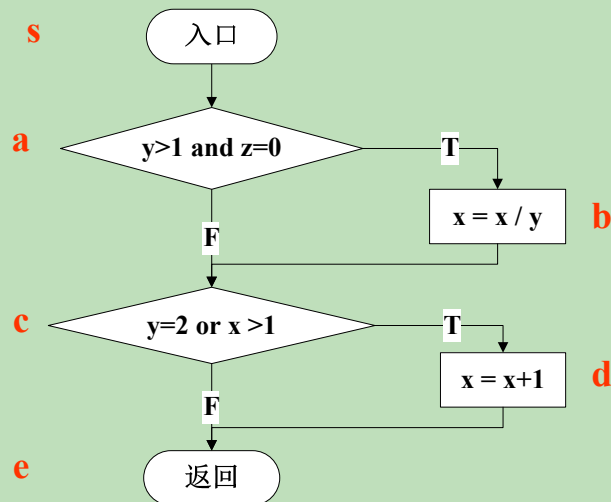 s
入口
a
y>1 and z=0
T
x = x / y
b
F
c
y=2 or x >1
T
x = x+1
d
F
e
返回